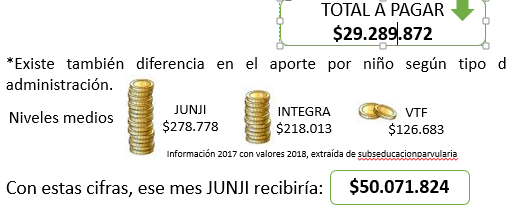 TOTAL A PAGAR
$29.289.872
*Existe también diferencia en el aporte por niño según tipo d
administración.
Niveles medios
JUNJI
$278.778
INTEGRA
$218.013
VTF
$126.683
Información 2017 con valores 2018, extraída de subseducacionparvularia
Con estas cifras, ese mes JUNJI recibiría: $50.071.824